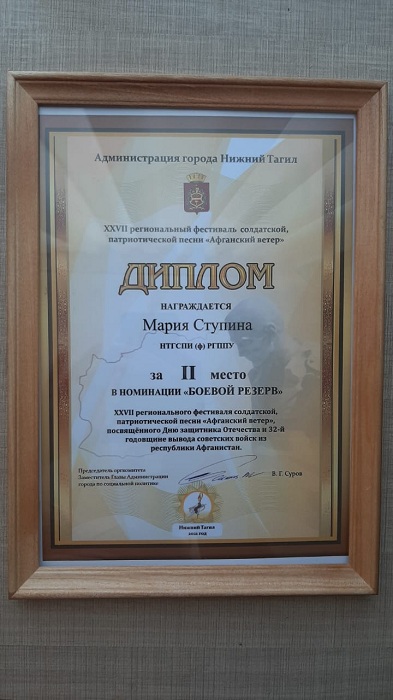 Администрация города Нижний Тагил
XXVII региональный фестиваль солдатской,
патриотической песни «Афганский ветер»
ДИПЛОМ
НАГРАЖДАЕТСЯ
Мария Ступина
НТГСПИ (ф) РГППУ
за II место
В НОМИНАЦИИ «БОЕВОЙ РЕЗЕРВ»
XXVII регионального фестиваля солдатской,
патриотической песни «Афганский ветер»,
посвящённого Дню защитника Отечества и 32-й
годовщине вывода советских войск из
республики Афганистан.
Председатель оргкомитета
Заместитель Главы Администрации
города по социальной политике
В. Г. Суров
Нижний Тагил
2021 год